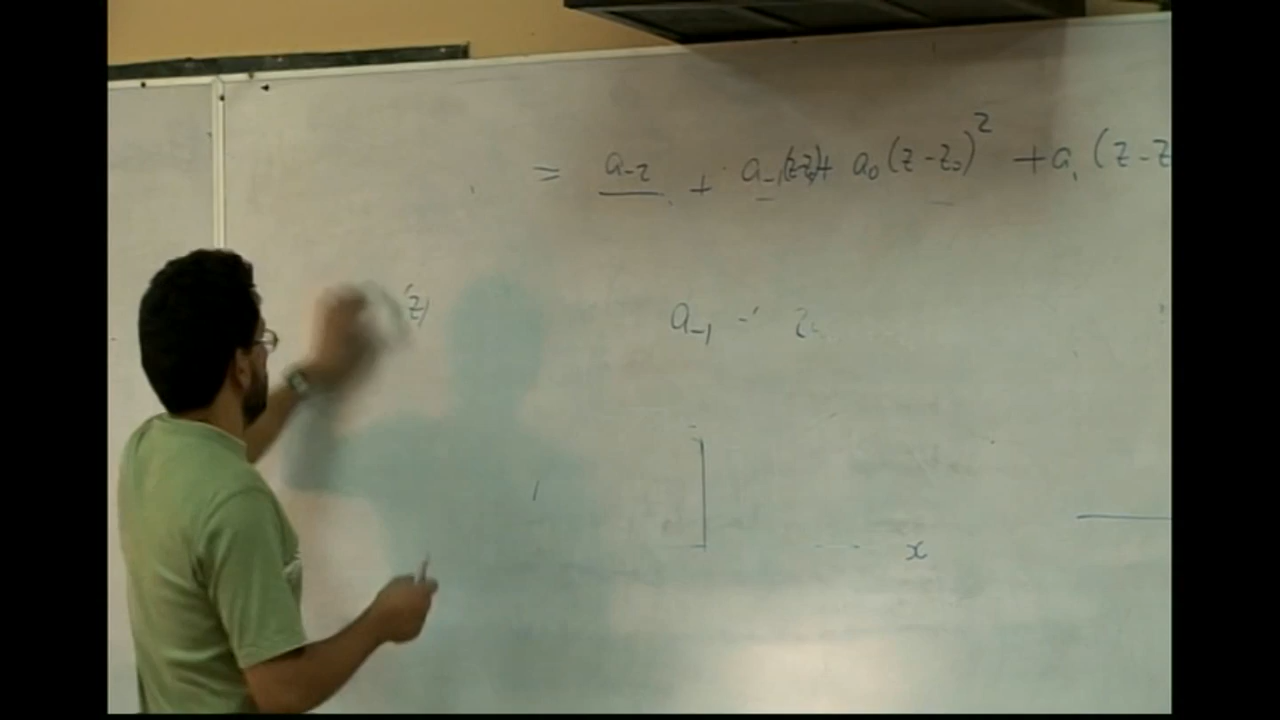 = a₋₂ + a₋₁(z-z₀)+ a₀(z-z₀)² + a₁(z-z
(z)
a₋₁ =
x